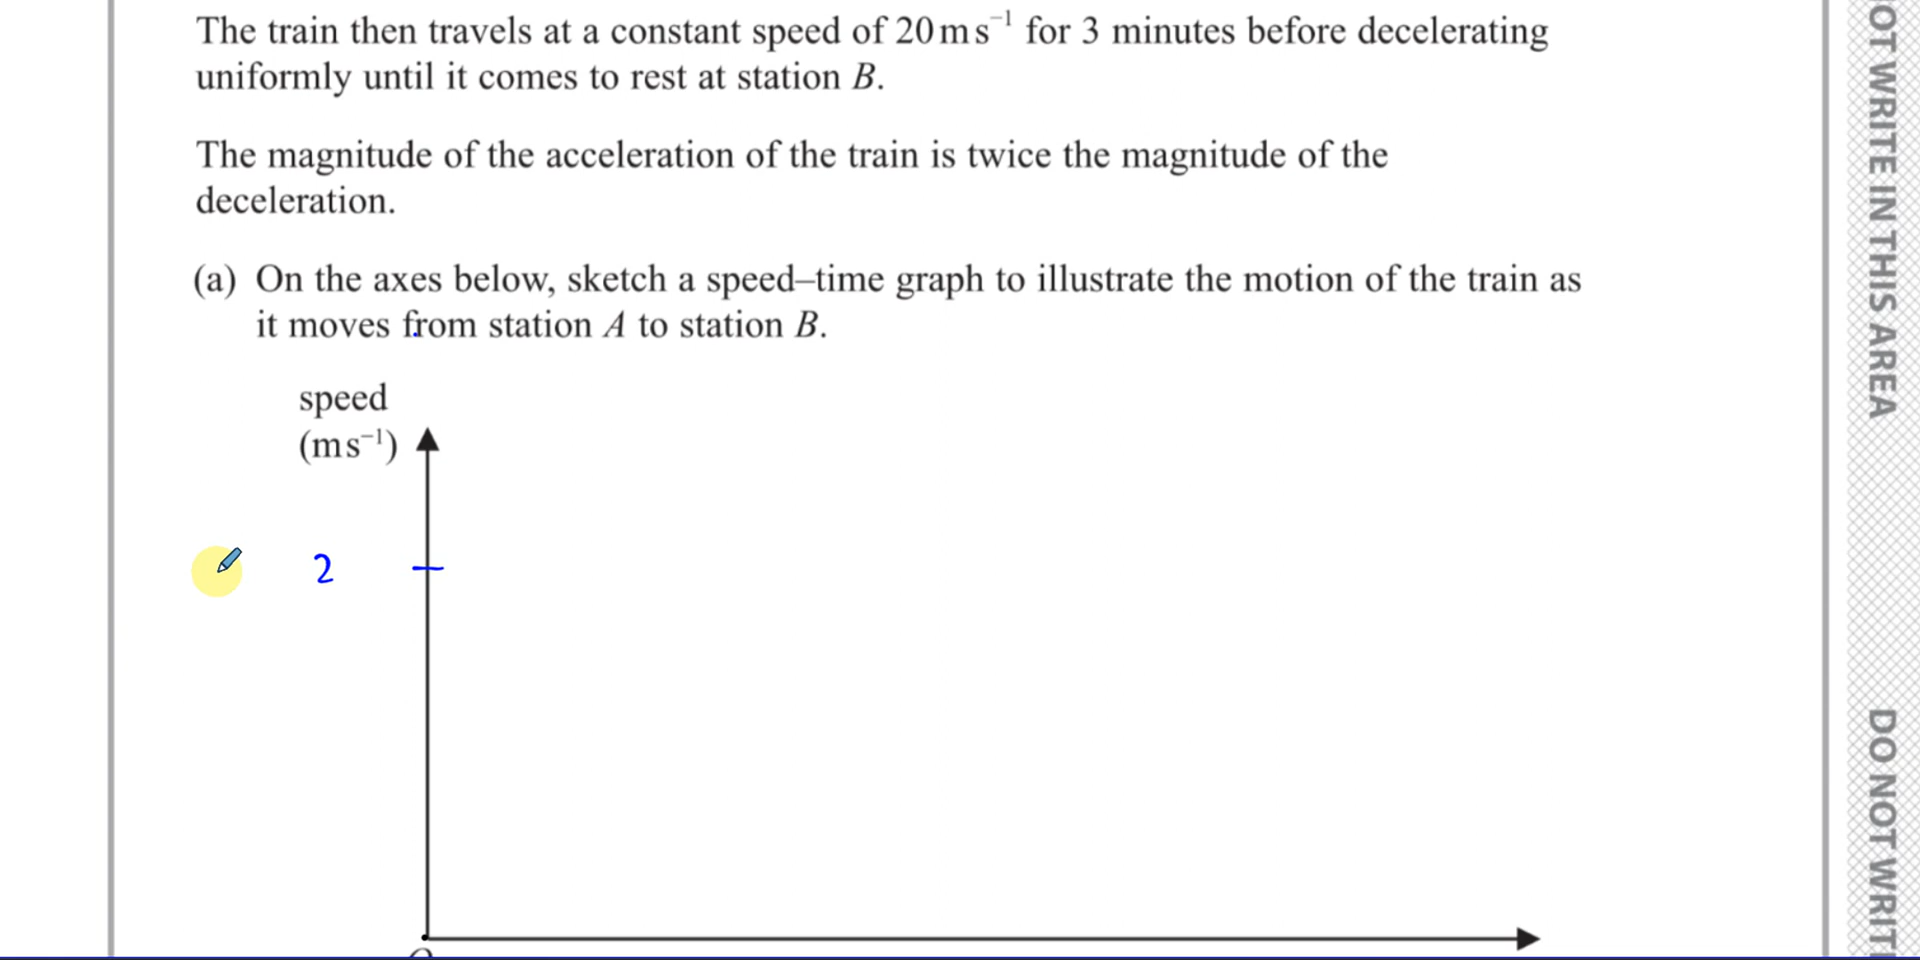 The train then travels at a constant speed of 20 m s⁻¹ for 3 minutes before decelerating
uniformly until it comes to rest at station B.
The magnitude of the acceleration of the train is twice the magnitude of the
deceleration.
(a) On the axes below, sketch a speed–time graph to illustrate the motion of the train as
it moves from station A to station B.
speed
(m s⁻¹)
2
OT WRITE IN THIS AREA
DO NOT WRIT